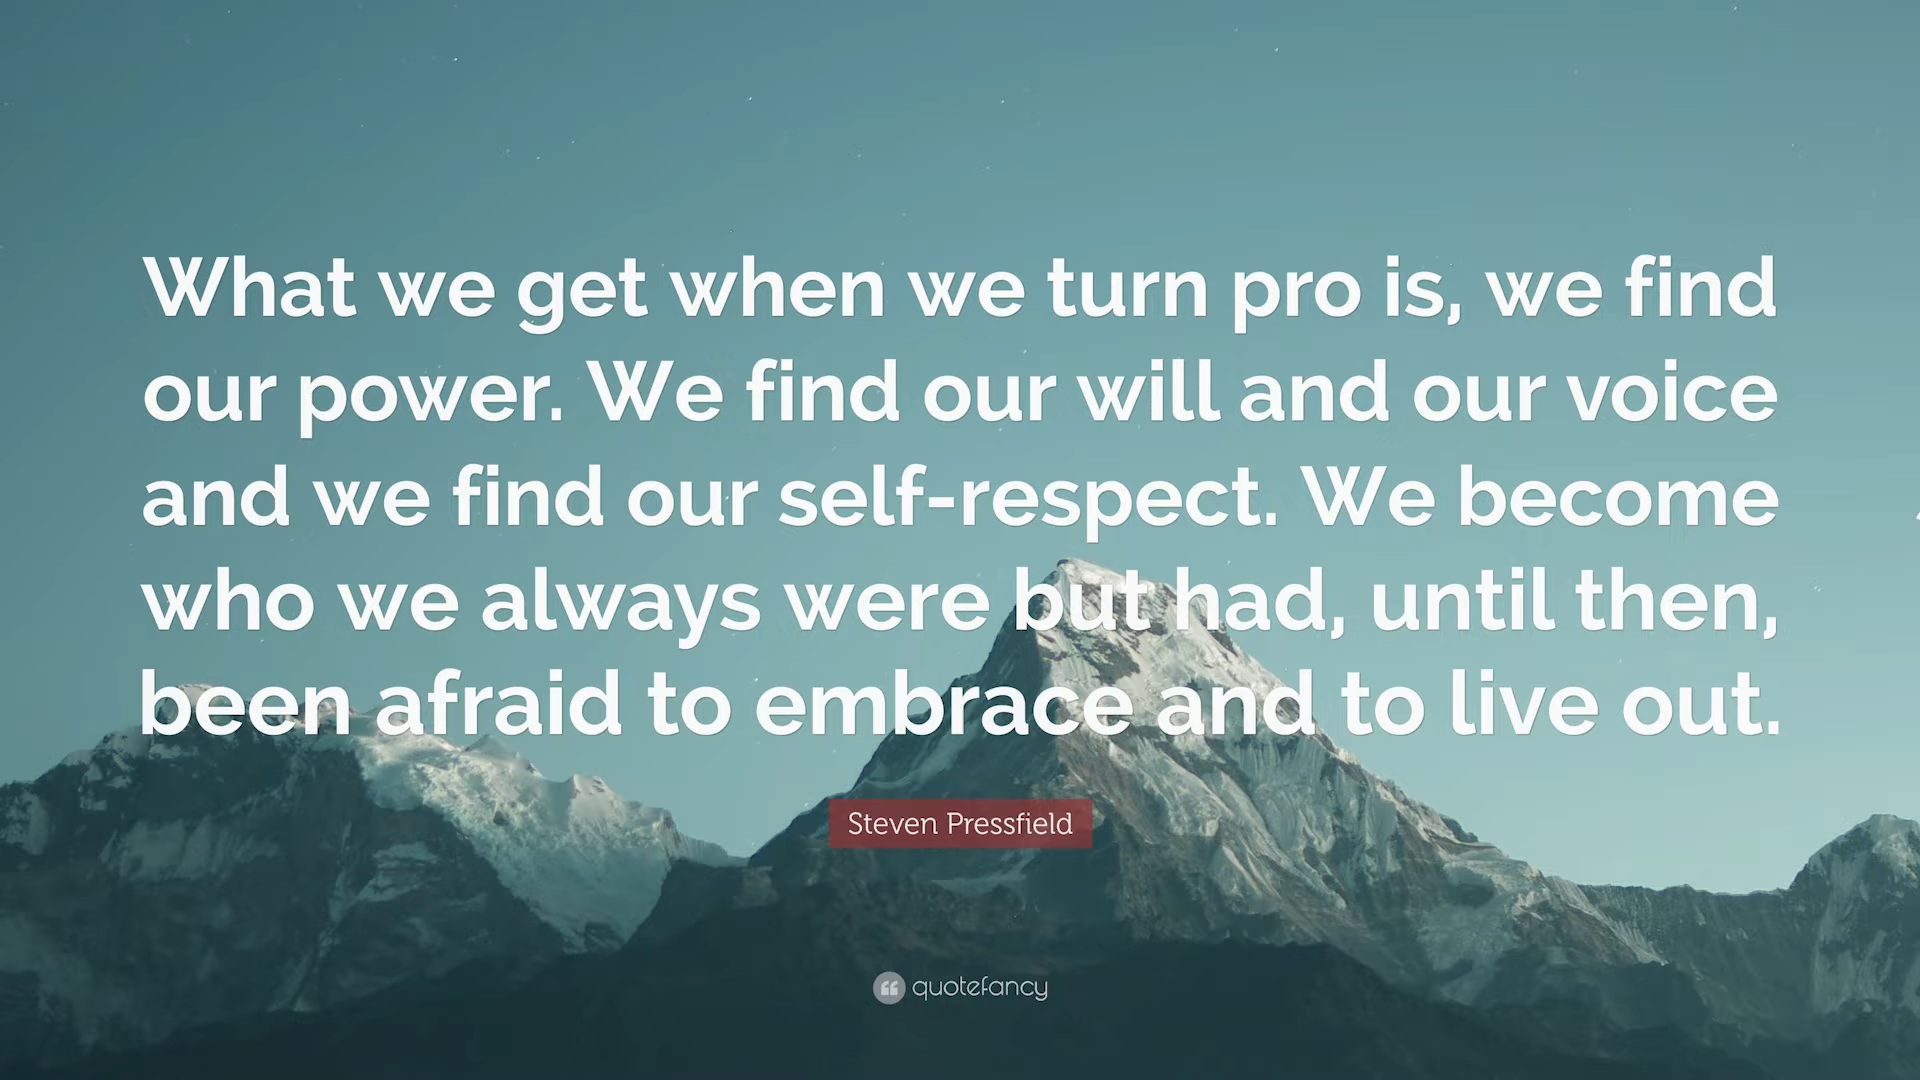 What we get when we turn pro is, we find
our power. We find our will and our voice
and we find our self-respect. We become
who we always were but had, until then,
been afraid to embrace and to live out.
Steven Pressfield
quotefancy